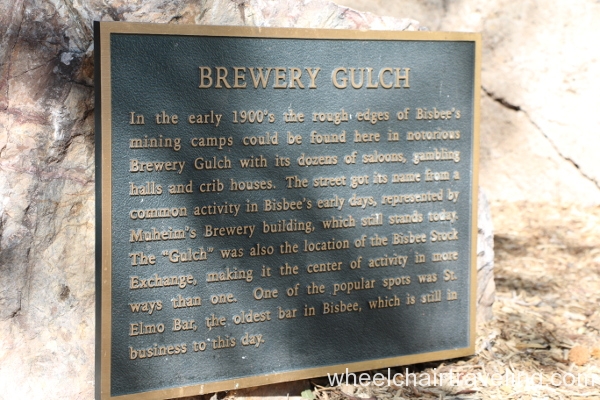 BREWERY GULCH
In the early 1900's the rough edges of Bisbee's
mining camps could be found here in notorious
Brewery Gulch with its dozens of saloons, gambling
halls and crib houses. The street got its name from a
common activity in Bisbee's early days, represented by
Muheim's Brewery building, which still stands today.
The "Gulch" was also the location of the Bisbee Stock
Exchange, making it the center of activity in more
ways than one. One of the popular spots was St.
Elmo Bar, the oldest bar in Bisbee, which is still in
business to this day.
wheelchairtraveling.com